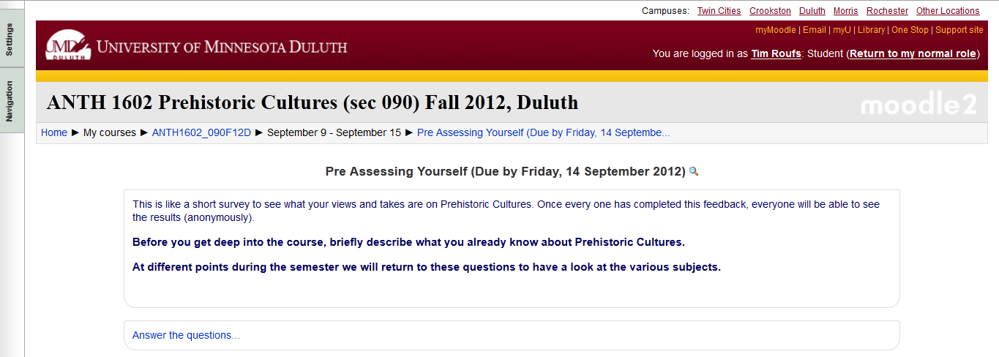 Campuses: Twin Cities Crookston Duluth Morris Rochester Other Locations
Settings
Navigation
UMD
DULUTH
UNIVERSITY OF MINNESOTA DULUTH
myMoodle | Email | myU | Library | One Stop | Support site
You are logged in as Tim Roufs: Student (Return to my normal role)
ANTH 1602 Prehistoric Cultures (sec 090) Fall 2012, Duluth
moodle2
Home ► My courses ► ANTH1602_090F12D ► September 9 - September 15 ► Pre Assessing Yourself (Due by Friday, 14 Septembe...
Pre Assessing Yourself (Due by Friday, 14 September 2012)
This is like a short survey to see what your views and takes are on Prehistoric Cultures. Once every one has completed this feedback, everyone will be able to see
the results (anonymously).
Before you get deep into the course, briefly describe what you already know about Prehistoric Cultures.
At different points during the semester we will return to these questions to have a look at the various subjects.
Answer the questions...